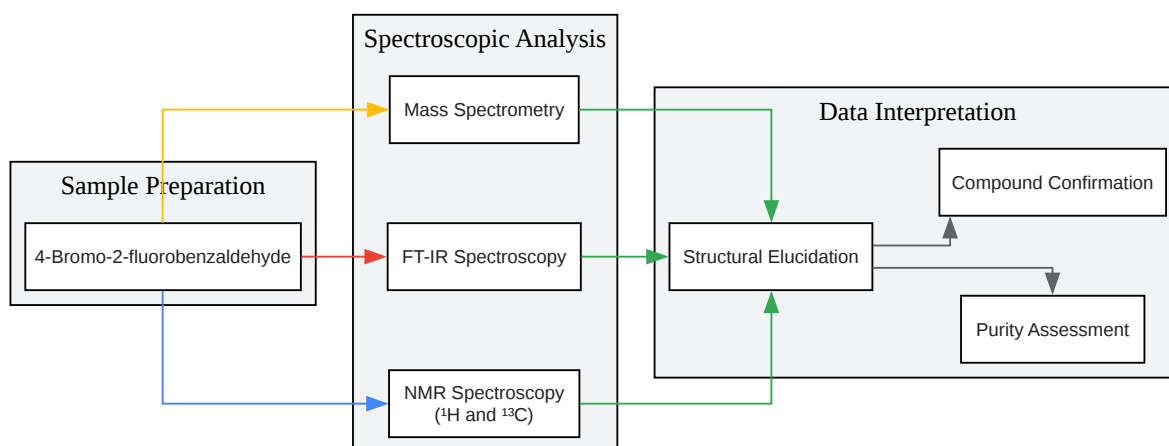 Sample Preparation
4-Bromo-2-fluorobenzaldehyde
Spectroscopic Analysis
Mass Spectrometry
FT-IR Spectroscopy
NMR Spectroscopy
(¹H and ¹³C)
Data Interpretation
Structural Elucidation
Compound Confirmation
Purity Assessment